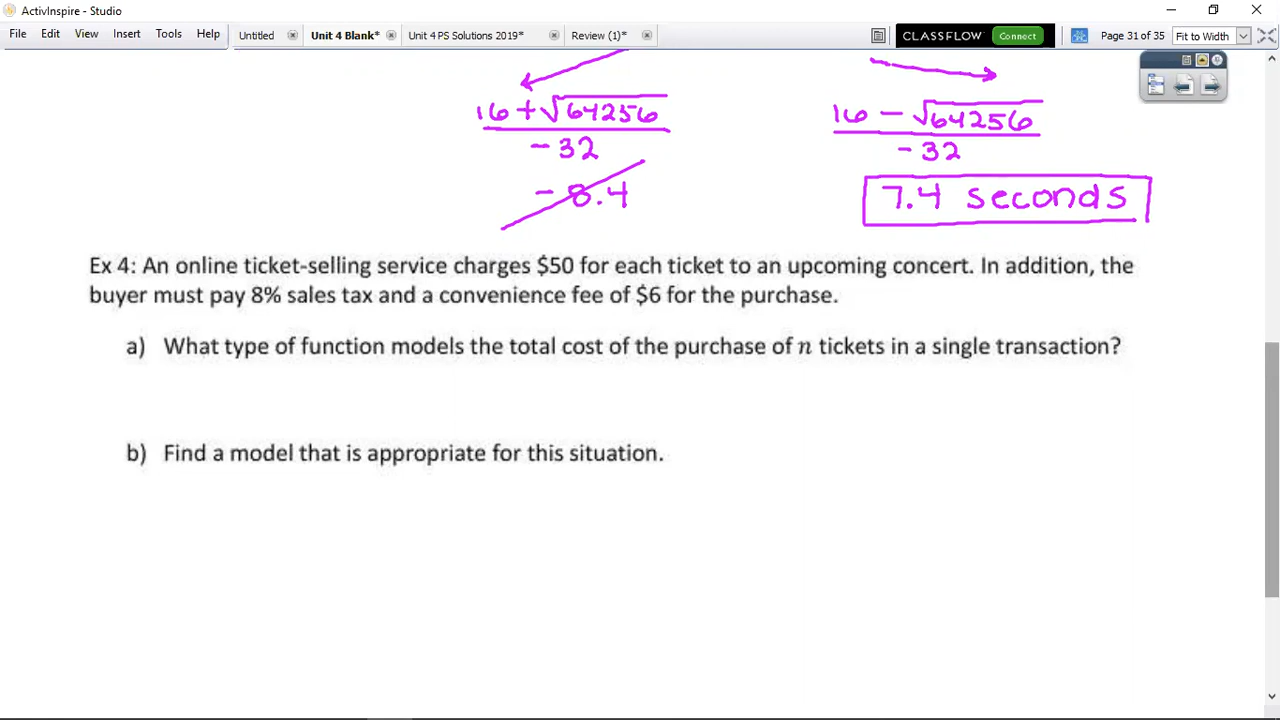 ActivInspire - Studio
File Edit View Insert Tools Help Untitled Unit 4 Blank* Unit 4 PS Solutions 2019* Review (1)* CLASSFLOW Connect Page 31 of 35 Fit to Width
16 + √64256 16 - √64256
-32 -32
-8.4 7.4 seconds
Ex 4: An online ticket-selling service charges $50 for each ticket to an upcoming concert. In addition, the
buyer must pay 8% sales tax and a convenience fee of $6 for the purchase.
a) What type of function models the total cost of the purchase of n tickets in a single transaction?
b) Find a model that is appropriate for this situation.